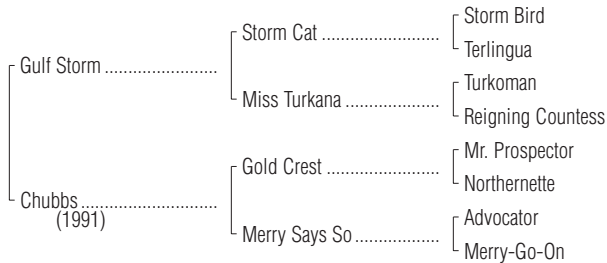 Storm Bird
Storm Cat ......................
Terlingua
Gulf Storm .....................
Turkoman
Miss Turkana ..................
Reigning Countess
Mr. Prospector
Gold Crest .....................
Northernette
Chubbs .........................
(1991)
Advocator
Merry Says So ................
Merry-Go-On